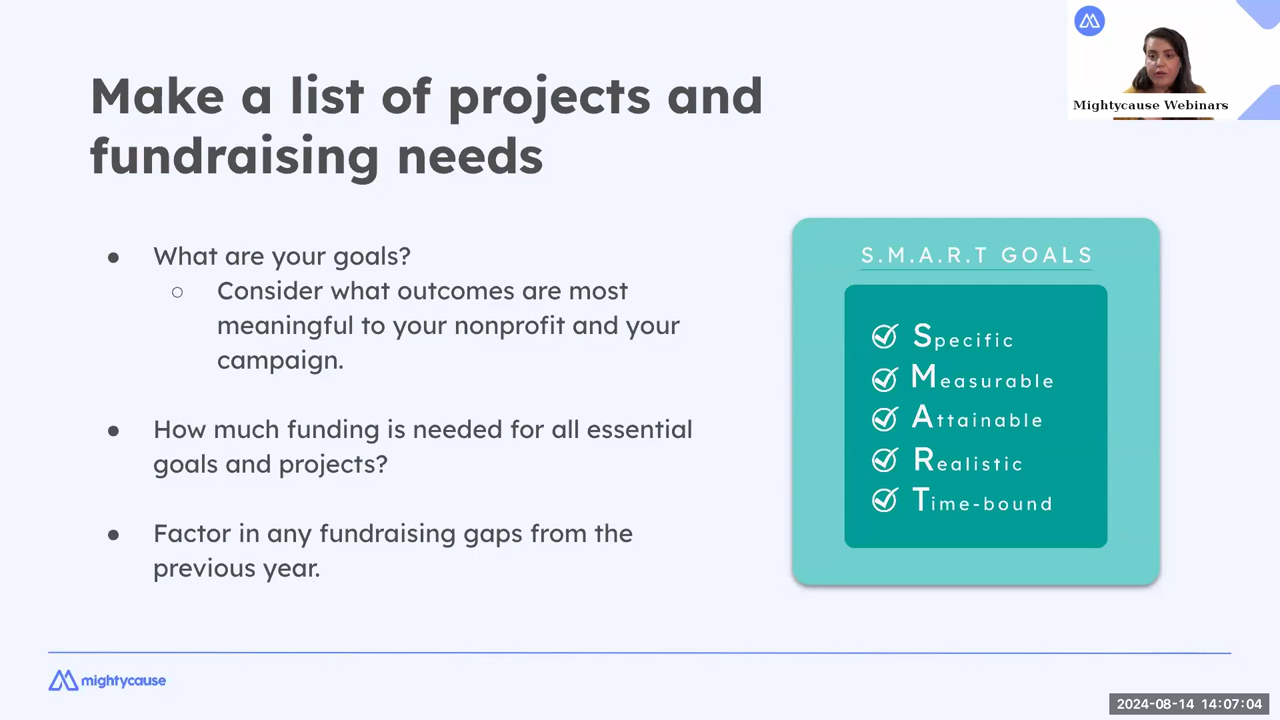 Make a list of projects and
fundraising needs
● What are your goals?
○ Consider what outcomes are most
meaningful to your nonprofit and your
campaign.
● How much funding is needed for all essential
goals and projects?
● Factor in any fundraising gaps from the
previous year.
S.M.A.R.T GOALS
Specific
Measurable
Attainable
Realistic
Time-bound
Mightycause Webinars
mightycause
2024-08-14 14:07:04